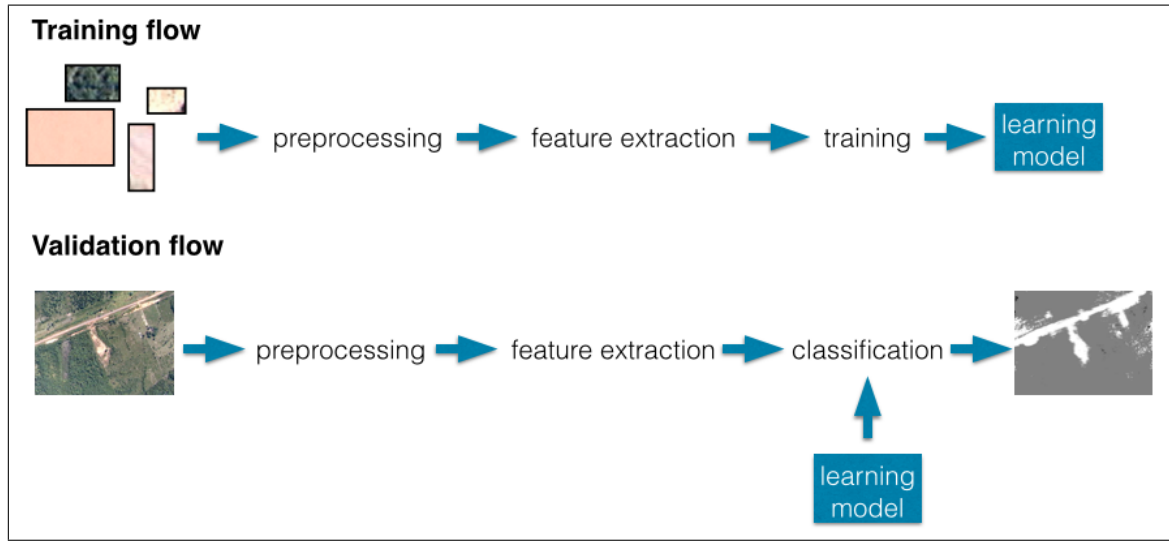 Training flow
preprocessing
feature extraction
training
learning
model
Validation flow
preprocessing
feature extraction
classification
learning
model